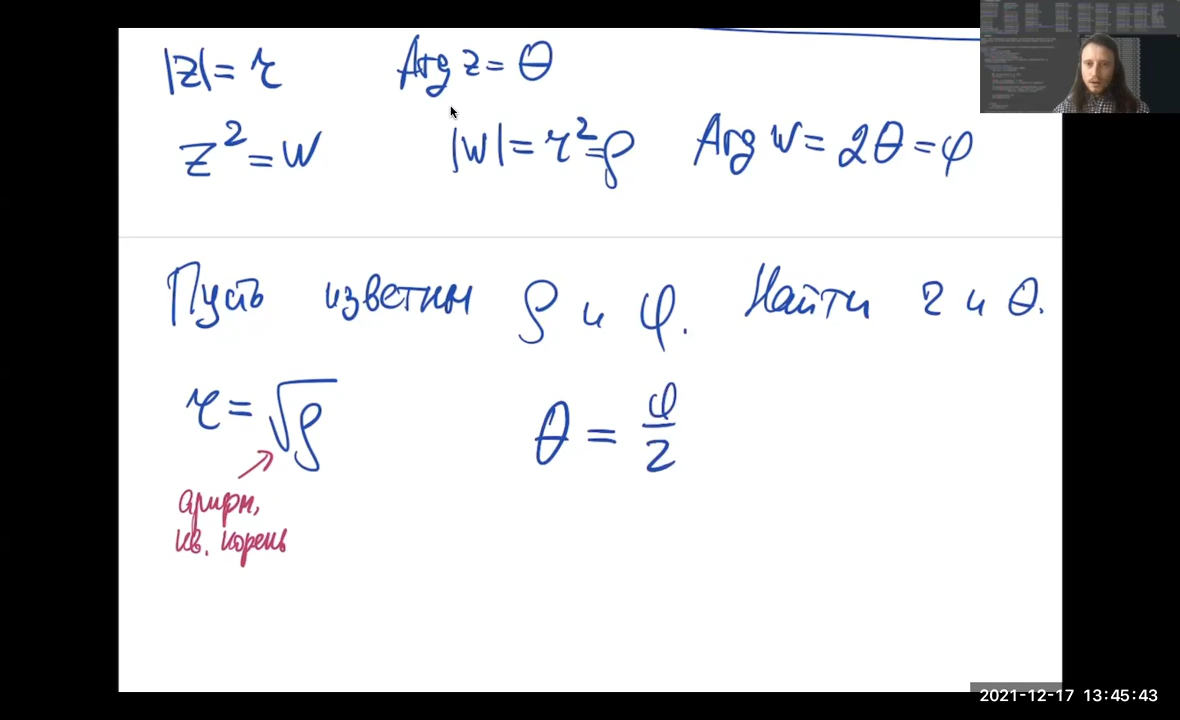 |z| = r Arg z = θ
z² = w |w| = r² = ρ Arg w = 2θ = φ
Пусть известны ρ и φ. Найти r и θ.
r = √ρ θ = φ/2
арифм.
кв. корень
2021-12-17 13:45:43